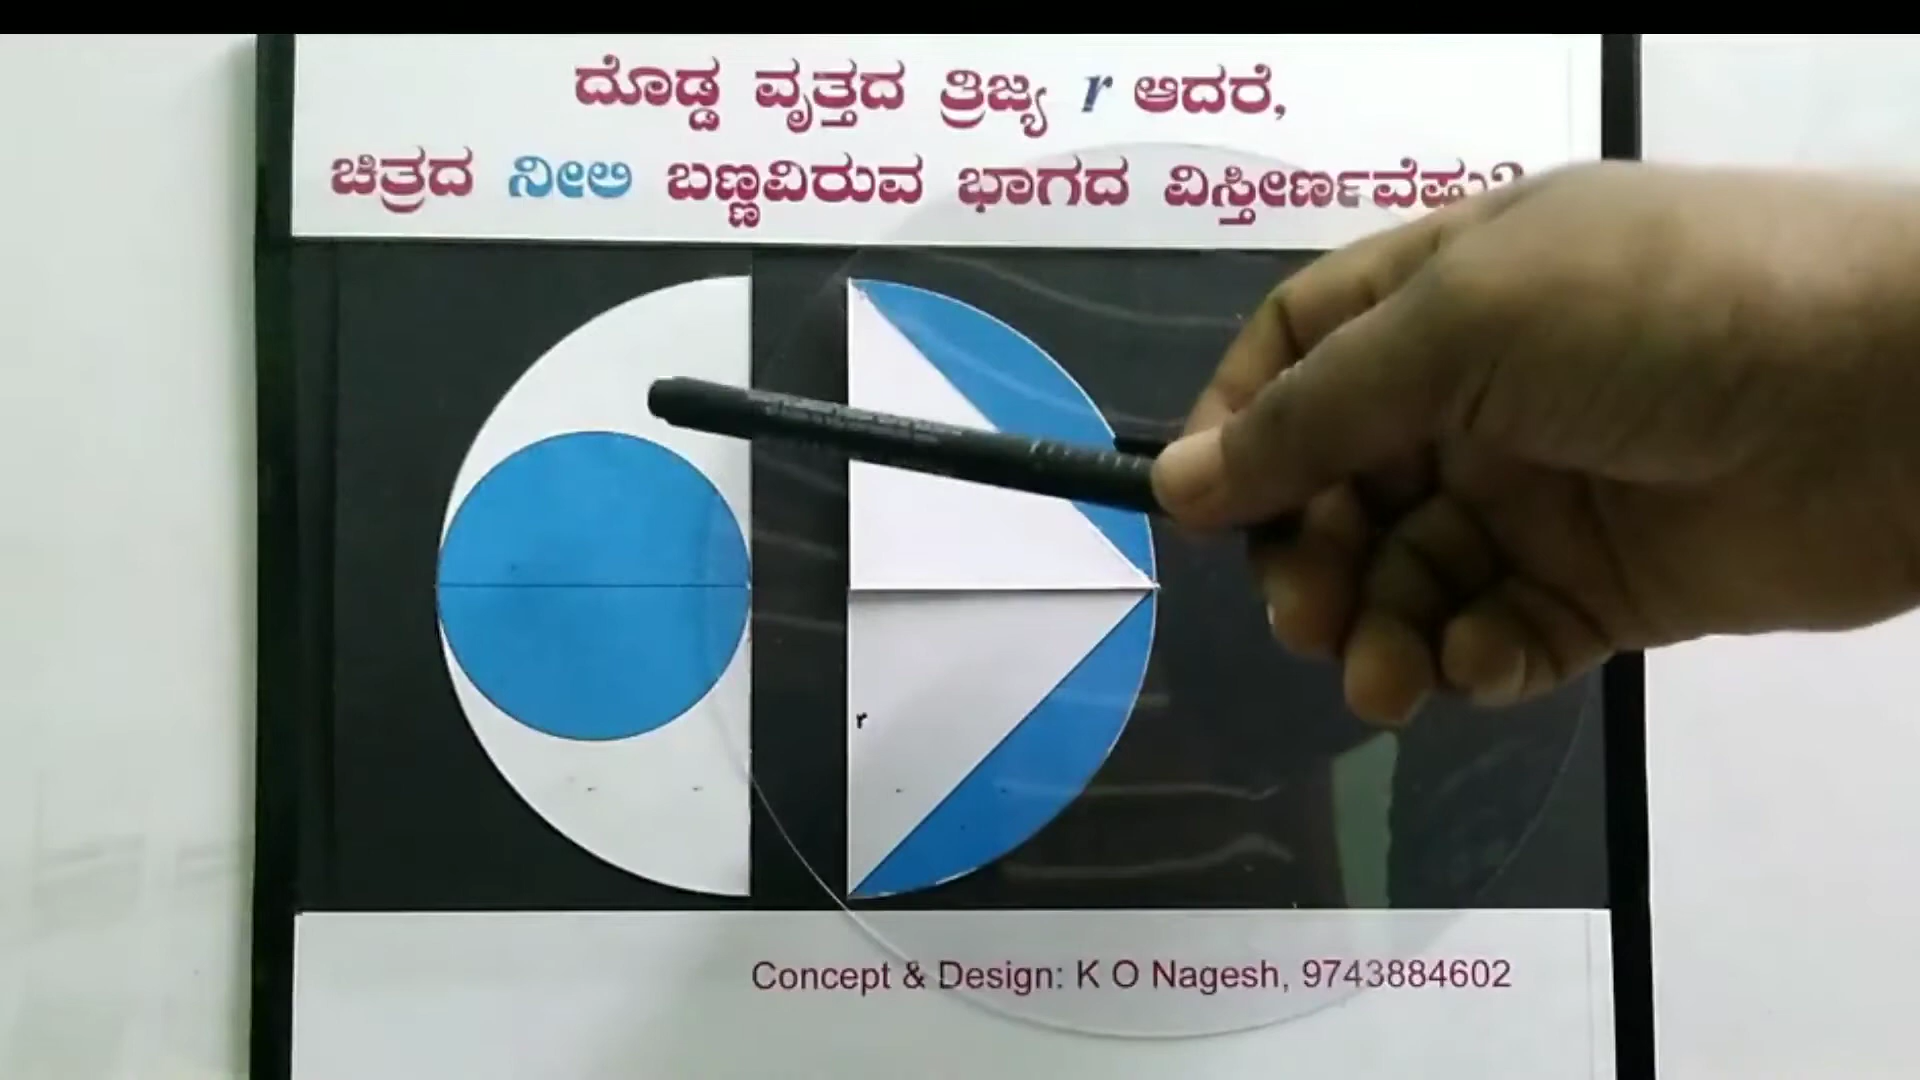 ದೊಡ್ಡ ವೃತ್ತದ ತ್ರಿಜ್ಯ r ಆದರೆ,
ಚಿತ್ರದ ನೀಲಿ ಬಣ್ಣವಿರುವ ಭಾಗದ ವಿಸ್ತೀರ್ಣವೆಷ್ಟು?
r
Concept & Design: K O Nagesh, 9743884602